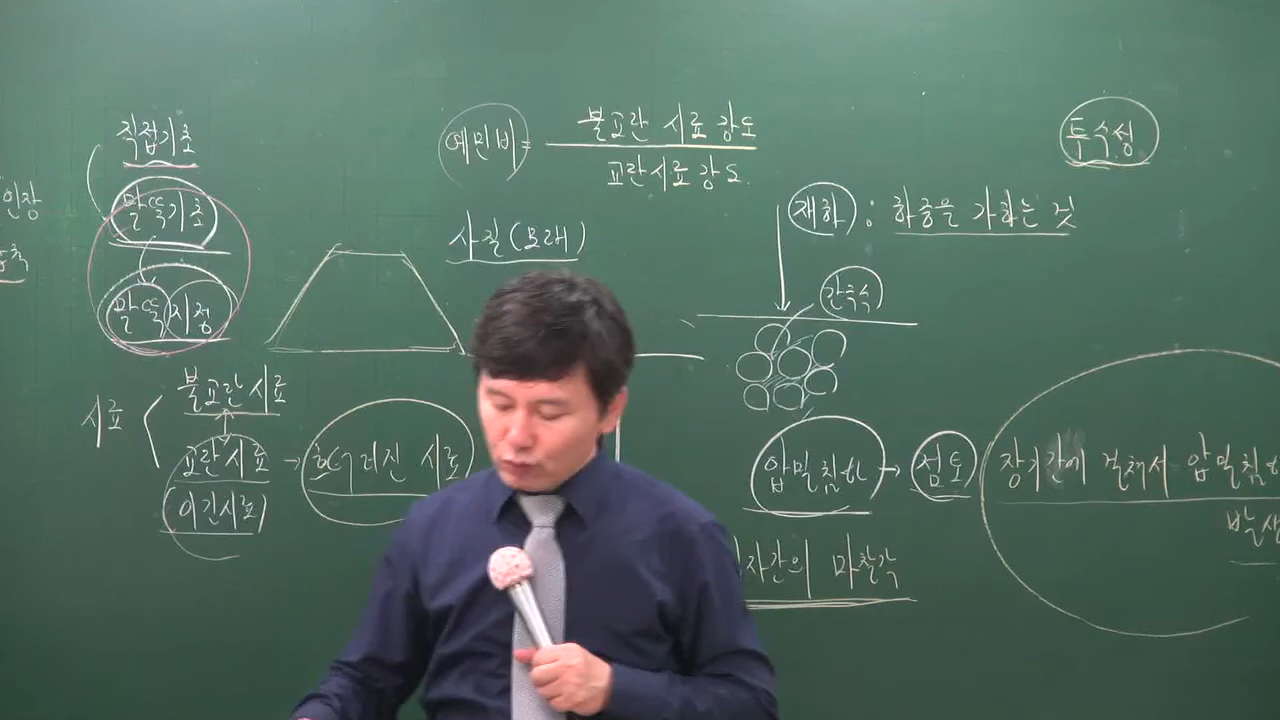 직접기초
말뚝기초
말뚝지정
인장
예민비 = 불교란 시료 강도
교란시료 강도
사질(모래)
투수성
재하 : 하중을 가하는 것
간극수
시료
불교란시료
교란시료 → 흐트러진 시료
(이긴시료)
압밀침하 → 점토
장기간에 걸쳐서 압밀침하
발생
입자간의 마찰각